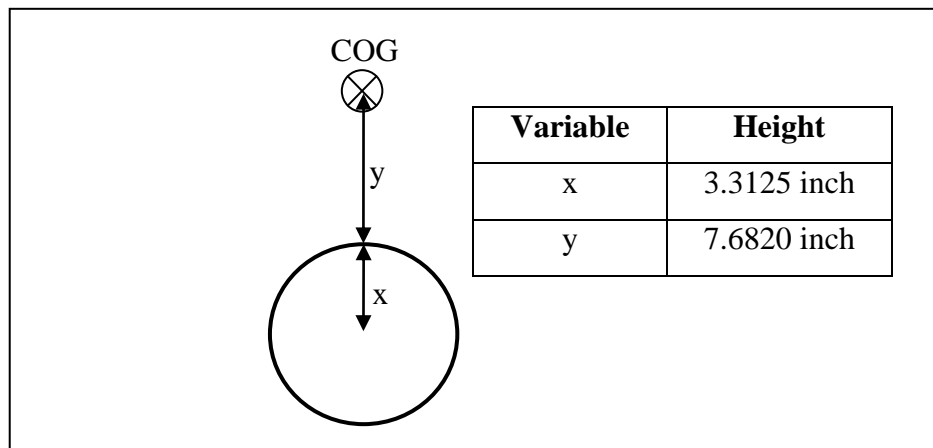 COG
y
x
Variable Height
x 3.3125 inch
y 7.6820 inch